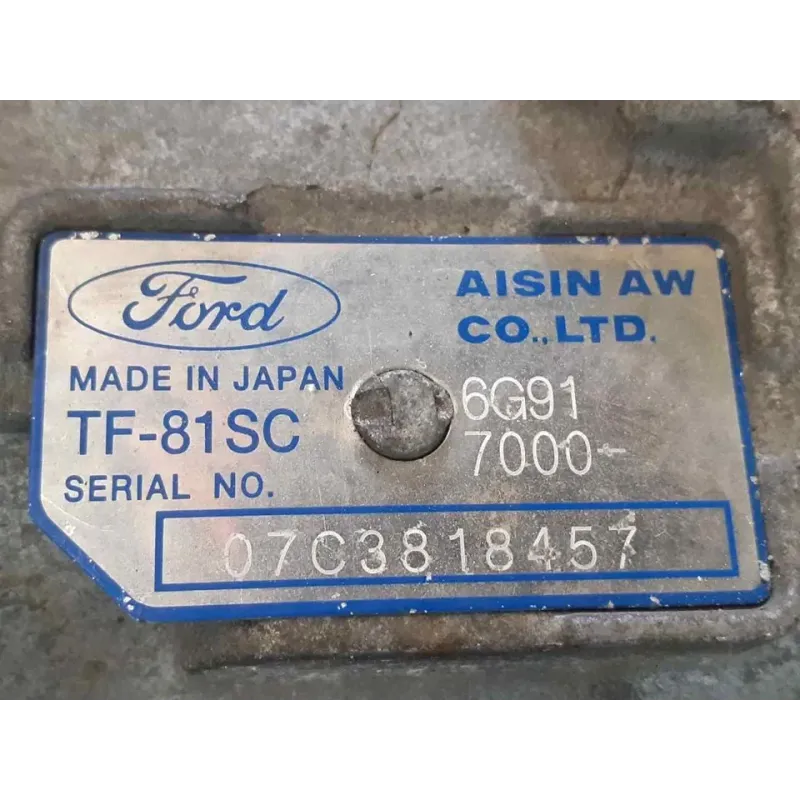 Ford
AISIN AW
CO.,LTD.
MADE IN JAPAN
TF-81SC
6G91
7000-
SERIAL NO.
07C3818457